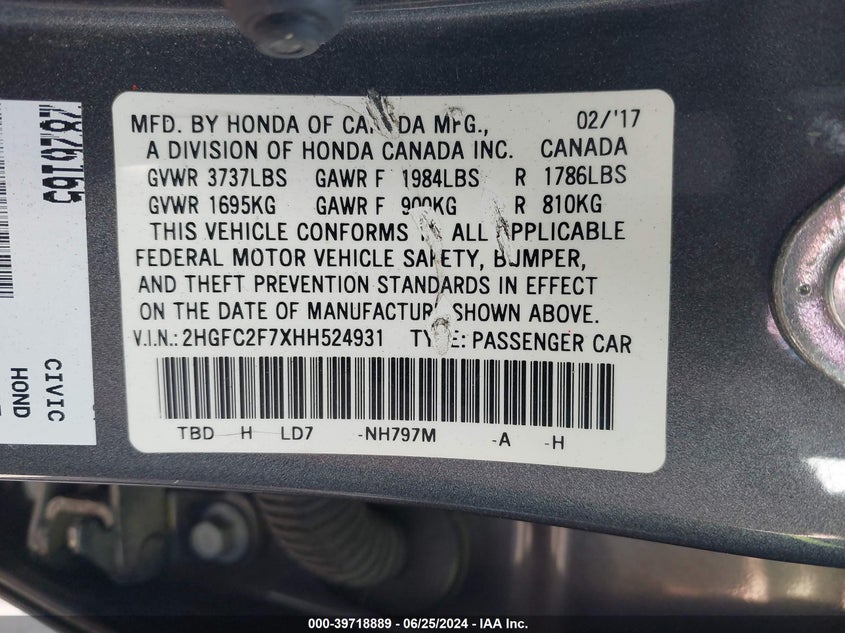 MFD. BY HONDA OF CANADA MFG., 02/'17
A DIVISION OF HONDA CANADA INC. CANADA
GVWR 3737LBS GAWR F 1984LBS R 1786LBS
GVWR 1695KG GAWR F 900KG R 810KG
THIS VEHICLE CONFORMS ALL APPLICABLE
FEDERAL MOTOR VEHICLE SAFETY, BUMPER,
AND THEFT PREVENTION STANDARDS IN EFFECT
ON THE DATE OF MANUFACTURE SHOWN ABOVE.
V.I.N.: 2HGFC2F7XHH524931 TYPE: PASSENGER CAR
TBD H LD7 -NH797M -A -H
CIVIC
HOND
000-39718889 - 06/25/2024 - IAA Inc.